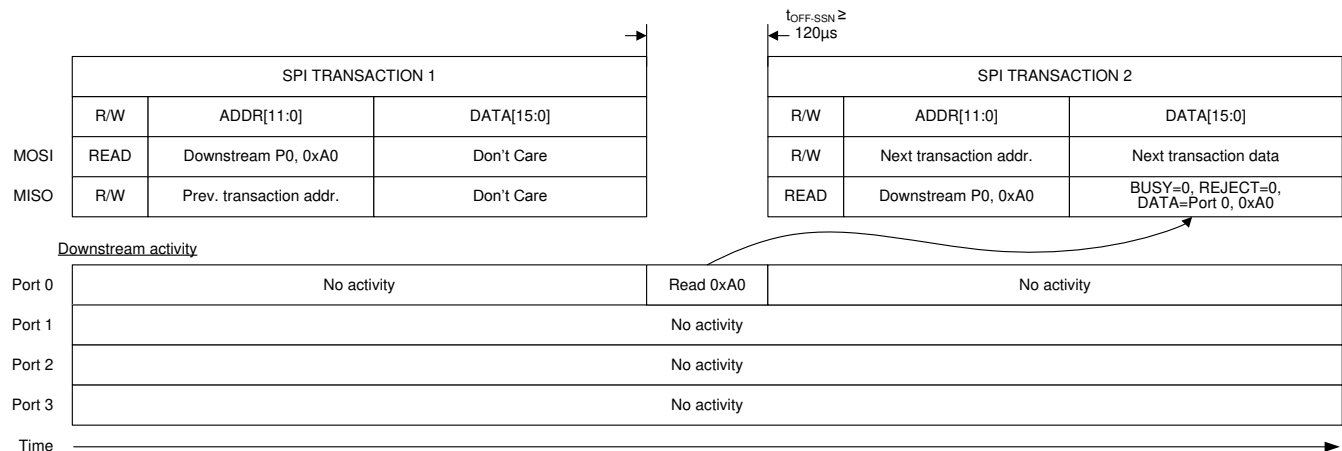 tOFF-SSN ≥
120µs
SPI TRANSACTION 1 SPI TRANSACTION 2
R/W ADDR[11:0] DATA[15:0] R/W ADDR[11:0] DATA[15:0]
MOSI READ Downstream P0, 0xA0 Don't Care R/W Next transaction addr. Next transaction data
MISO R/W Prev. transaction addr. Don't Care READ Downstream P0, 0xA0 BUSY=0, REJECT=0,
DATA=Port 0, 0xA0
Downstream activity
Port 0 No activity Read 0xA0 No activity
Port 1 No activity
Port 2 No activity
Port 3 No activity
Time